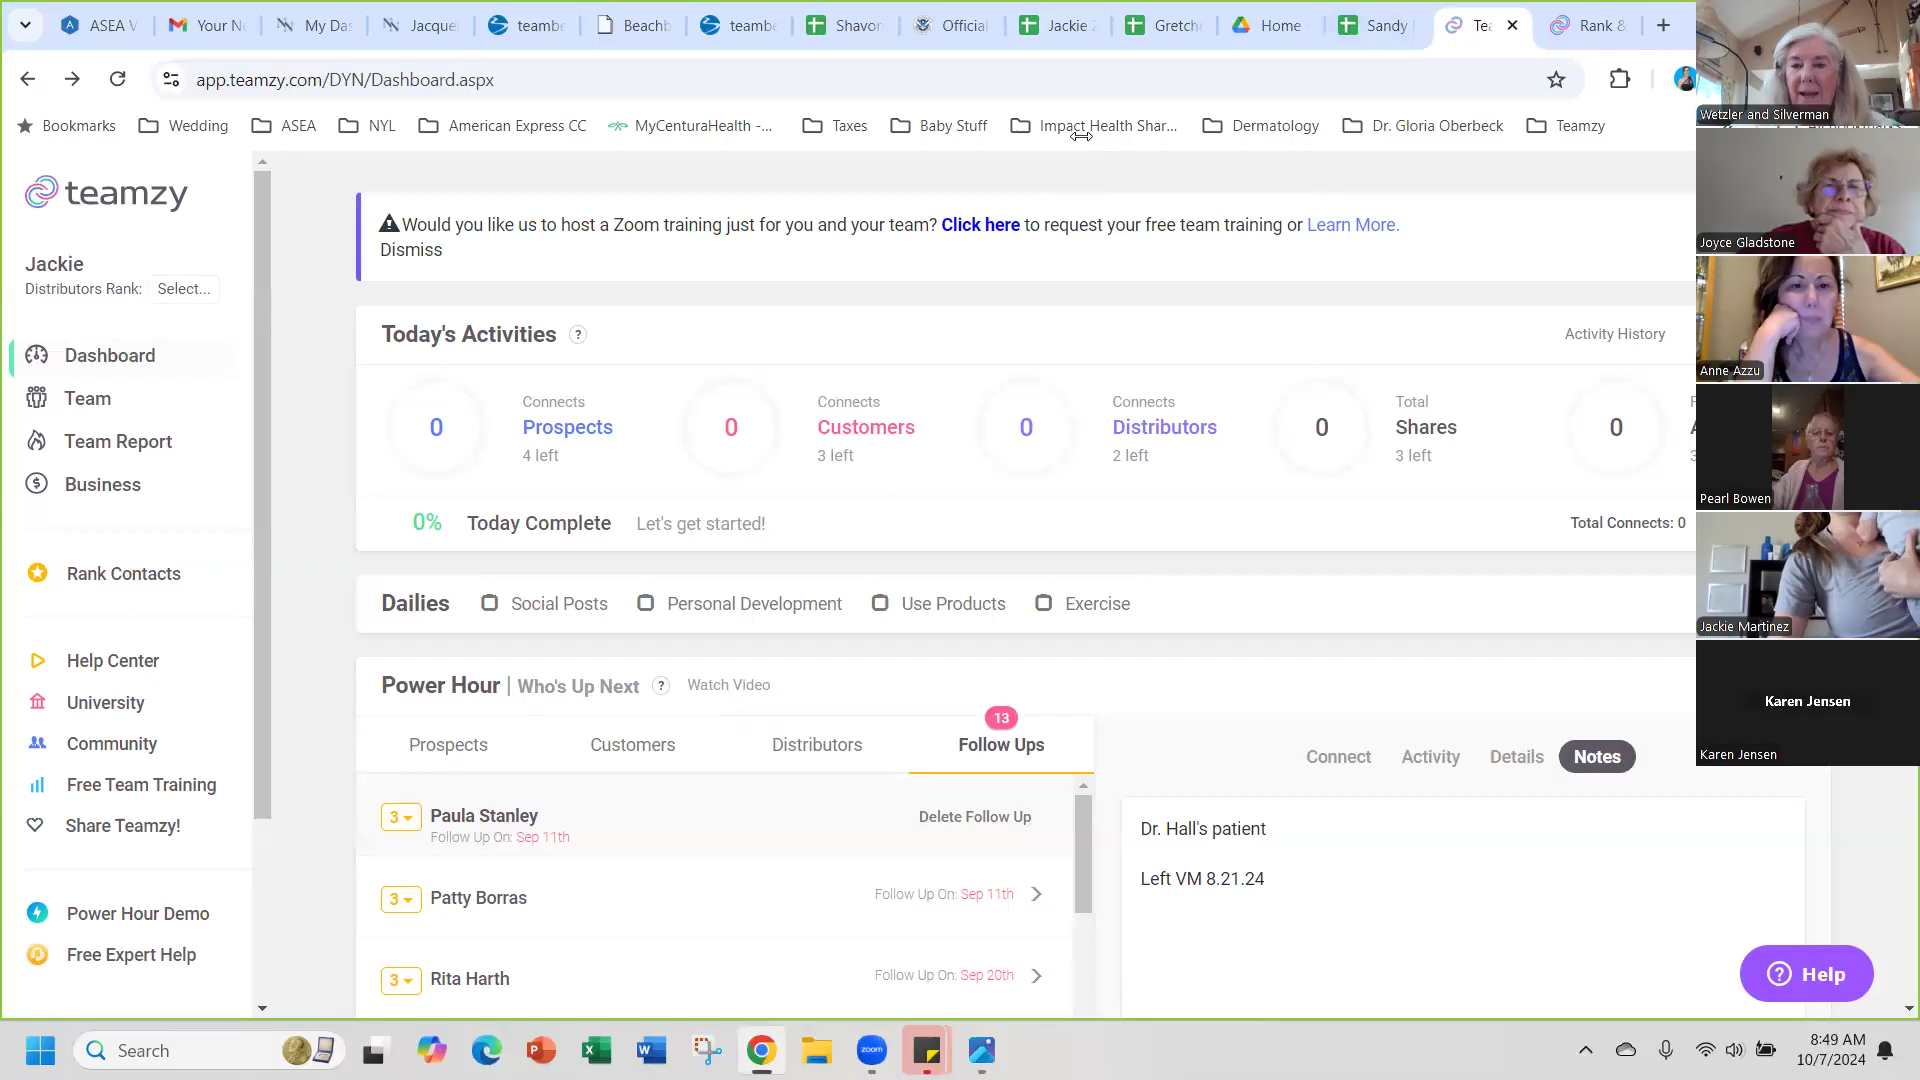 ASEA V
Your Ne
My Das
Jacque
teambe
Beachb
teambe
Shavon
Official
Jackie 2
Gretche
Home -
Sandy
Tea
Rank &
app.teamzy.com/DYN/Dashboard.aspx
Bookmarks
Wedding
ASEA
NYL
American Express CC
MyCenturaHealth -...
Taxes
Baby Stuff
Impact Health Shar...
Dermatology
Dr. Gloria Oberbeck
Teamzy
Wetzler and Silverman
Joyce Gladstone
Anne Azzu
Pearl Bowen
Jackie Martinez
Karen Jensen
Karen Jensen
teamzy
Jackie
Distributors Rank: Select...
Dashboard
Team
Team Report
Business
Rank Contacts
Help Center
University
Community
Free Team Training
Share Teamzy!
Power Hour Demo
Free Expert Help
Would you like us to host a Zoom training just for you and your team? Click here to request your free team training or Learn More.
Dismiss
Today's Activities ?
Activity History
0
Connects
Prospects
4 left
0
Connects
Customers
3 left
0
Connects
Distributors
2 left
0
Total
Shares
3 left
0
0% Today Complete Let's get started!
Total Connects: 0
Dailies Social Posts Personal Development Use Products Exercise
Power Hour | Who's Up Next ? Watch Video
Prospects
Customers
Distributors
13
Follow Ups
3 Paula Stanley
Follow Up On: Sep 11th
Delete Follow Up
3 Patty Borras
Follow Up On: Sep 11th
3 Rita Harth
Follow Up On: Sep 20th
Connect Activity Details Notes
Dr. Hall's patient
Left VM 8.21.24
? Help
Search
zoom
8:49 AM
10/7/2024